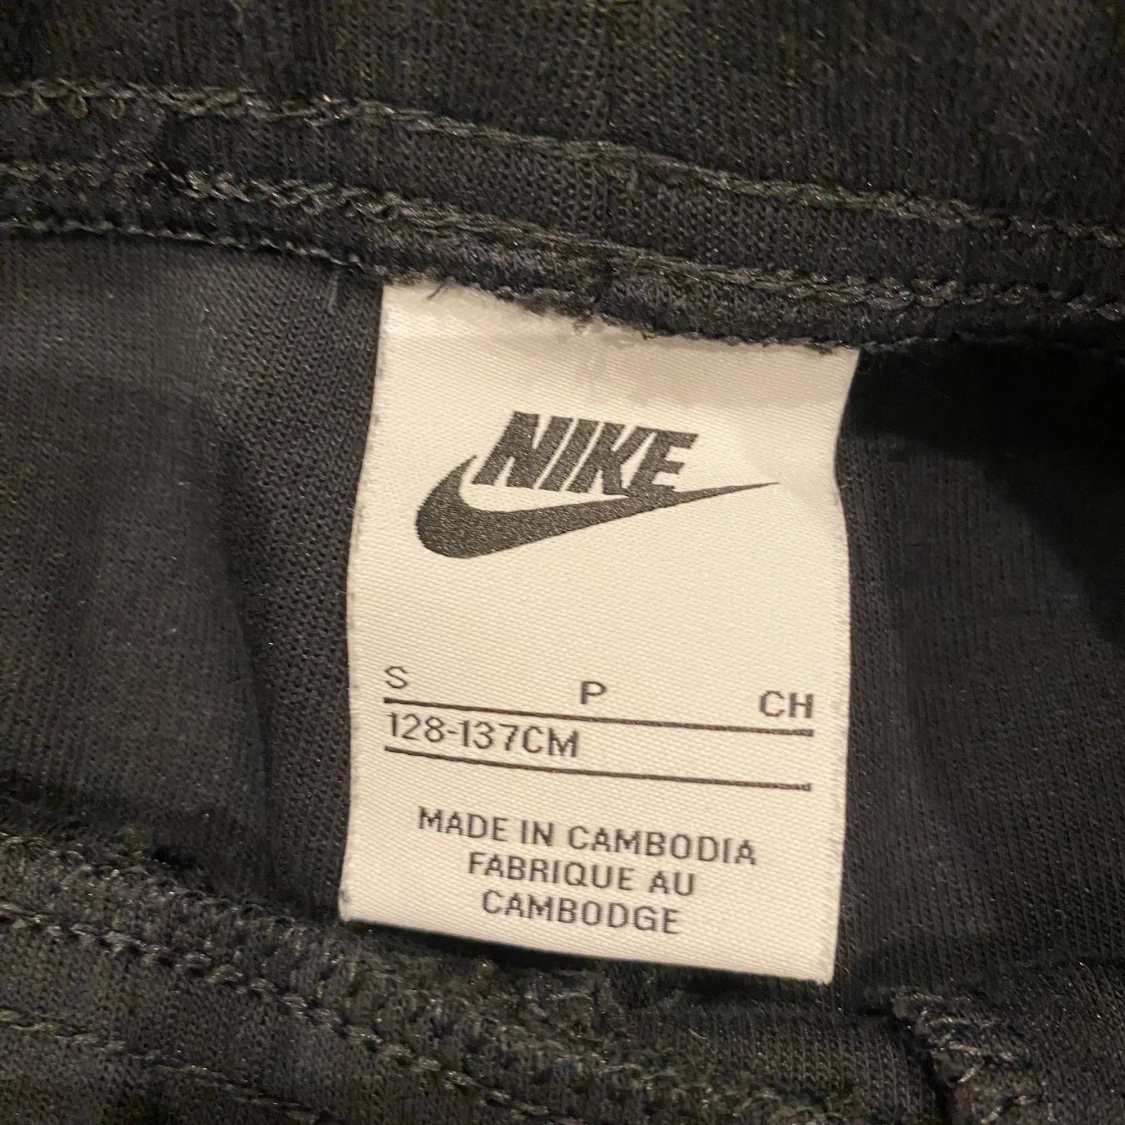 NIKE
S P CH
128-137CM
MADE IN CAMBODIA
FABRIQUE AU
CAMBODGE